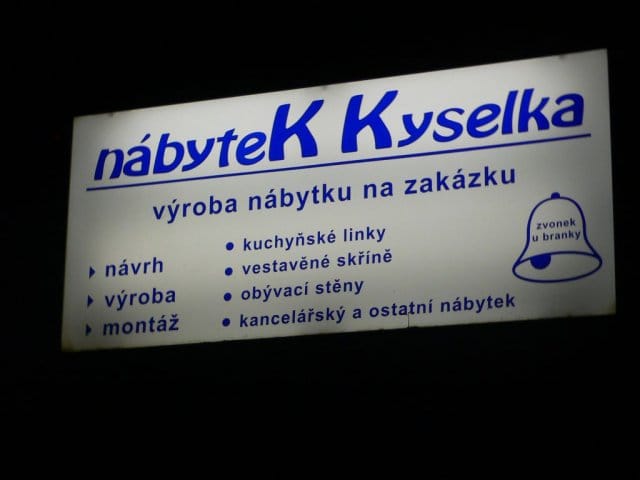 nábyteK Kyselka
výroba nábytku na zakázku
návrh
výroba
montáž
kuchyňské linky
vestavěné skříně
obývací stěny
kancelářský a ostatní nábytek
zvonek
u branky